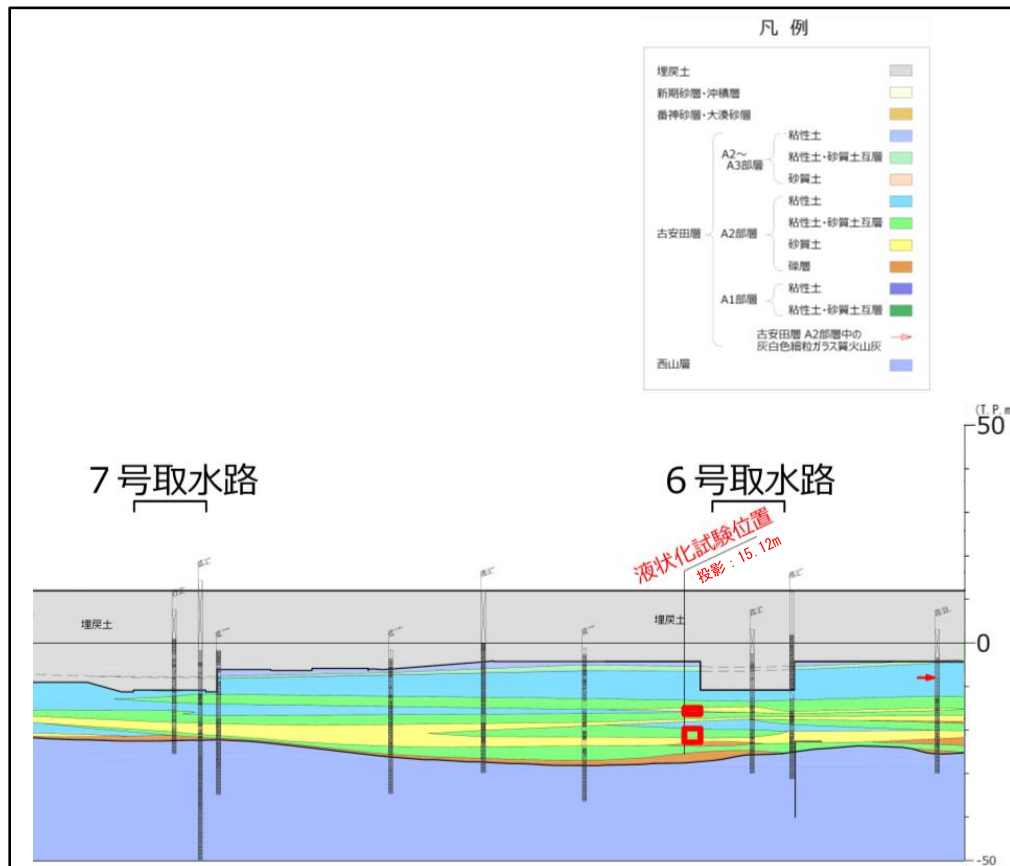 凡 例
埋戻土
新期砂層・沖積層
番神砂層・大湊砂層
古安田層
A2～
A3部層
粘性土
粘性土・砂質土互層
砂質土
A2部層
粘性土
粘性土・砂質土互層
砂質土
礫層
A1部層
粘性土
粘性土・砂質土互層
古安田層 A2部層中の
灰白色細粒ガラス質火山灰
西山層
(T.P.m
50
7号取水路
6号取水路
液状化試験位置
投影：15.12m
埋戻土
埋戻土
0
-50